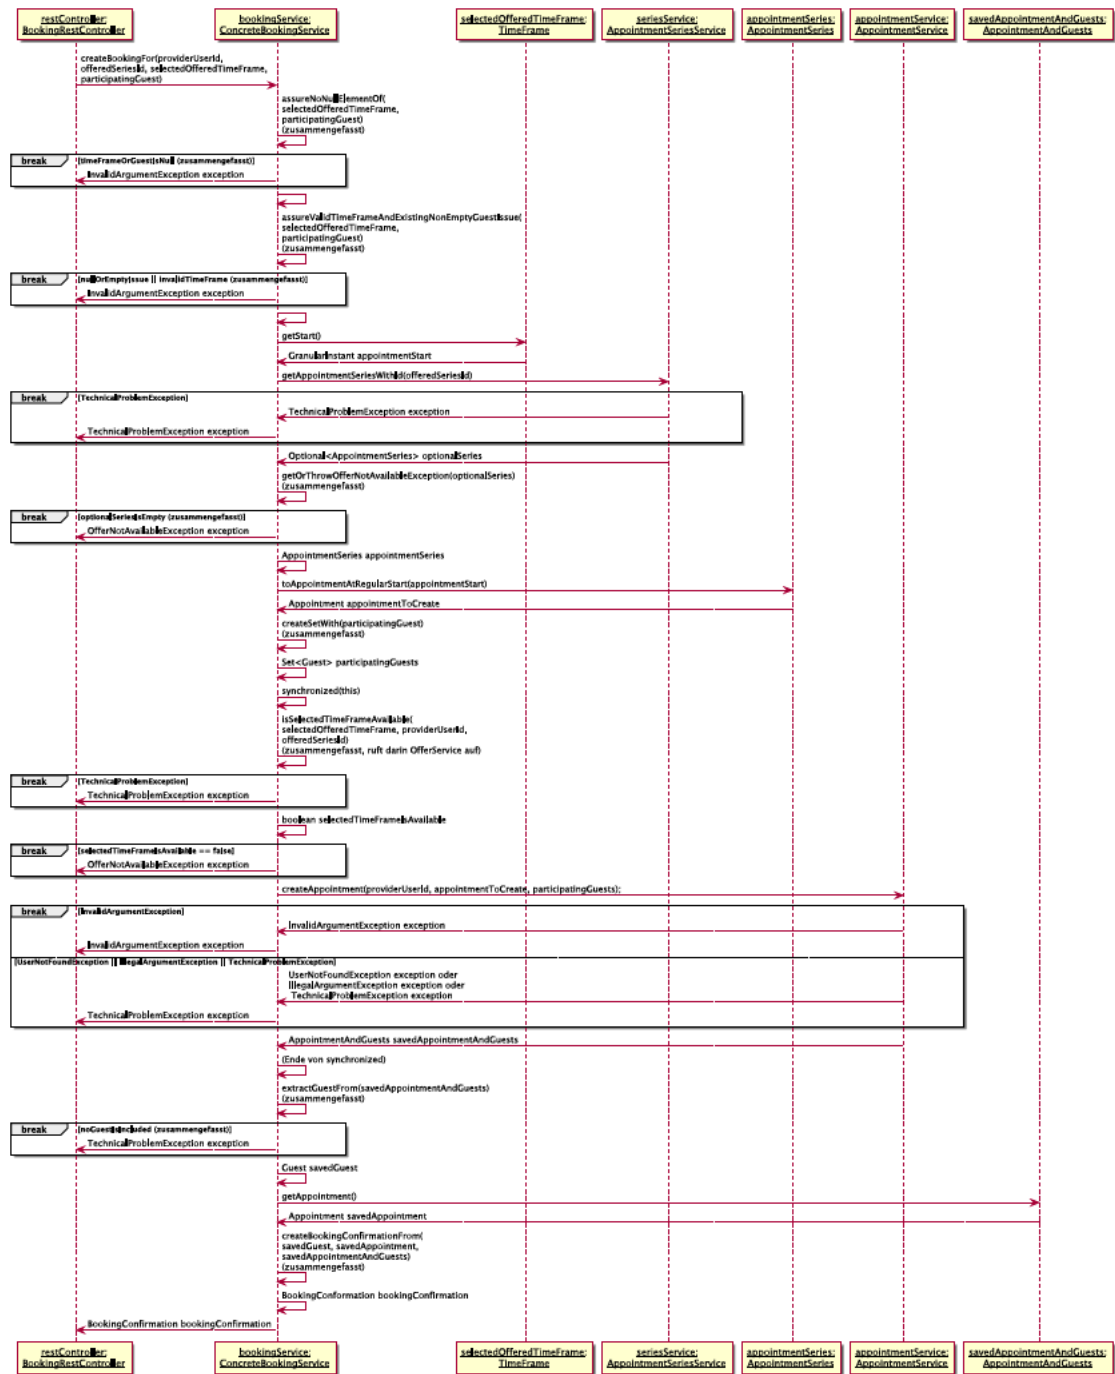 restController:
BookingRestController
bookingService:
ConcreteBookingService
selectedOfferedTimeFrame:
TimeFrame
seriesService:
AppointmentSeriesService
appointmentSeries:
AppointmentSeries
appointmentService:
AppointmentService
savedAppointmentAndGuests:
AppointmentAndGuests
createBookingFor(providerUserId,
offeredSeriesId, selectedOfferedTimeFrame,
participatingGuest)
assureNoNullElementOf(
selectedOfferedTimeFrame,
participatingGuest)
(zusammengefasst)
break
[timeFrameOrGuestIsNull (zusammengefasst)]
InvalidArgumentException exception
assureValidTimeFrameAndExistingNonEmptyGuestIssue(
selectedOfferedTimeFrame,
participatingGuest)
(zusammengefasst)
break
[nullOrEmptyIssue || invalidTimeFrame (zusammengefasst)]
InvalidArgumentException exception
getStart()
GranularInstant appointmentStart
getAppointmentSeriesWithId(offeredSeriesId)
break
[TechnicalProblemException]
TechnicalProblemException exception
TechnicalProblemException exception
Optional<AppointmentSeries> optionalSeries
getOrThrowOfferNotAvailableException(optionalSeries)
(zusammengefasst)
break
[optionalSeriesIsEmpty (zusammengefasst)]
OfferNotAvailableException exception
AppointmentSeries appointmentSeries
toAppointmentAtRegularStart(appointmentStart)
Appointment appointmentToCreate
createSetWith(participatingGuest)
(zusammengefasst)
Set<Guest> participatingGuests
synchronized(this)
isSelectedTimeFrameAvailable(
selectedOfferedTimeFrame, providerUserId,
offeredSeriesId)
(zusammengefasst, ruft darin OfferService auf)
break
[TechnicalProblemException]
TechnicalProblemException exception
boolean selectedTimeFrameIsAvailable
break
[selectedTimeFrameIsAvailable == false]
OfferNotAvailableException exception
createAppointment(providerUserId, appointmentToCreate, participatingGuests);
break
[InvalidArgumentException]
InvalidArgumentException exception
InvalidArgumentException exception
[UserNotFoundException || IllegalArgumentException || TechnicalProblemException]
UserNotFoundException exception oder
IllegalArgumentException exception oder
TechnicalProblemException exception
TechnicalProblemException exception
AppointmentAndGuests savedAppointmentAndGuests
(Ende von synchronized)
extractGuestFrom(savedAppointmentAndGuests)
(zusammengefasst)
break
[noGuestIsIncluded (zusammengefasst)]
TechnicalProblemException exception
Guest savedGuest
getAppointment()
Appointment savedAppointment
createBookingConfirmationFrom(
savedGuest, savedAppointment,
savedAppointmentAndGuests)
(zusammengefasst)
BookingConformation bookingConfirmation
BookingConfirmation bookingConfirmation
restController:
BookingRestController
bookingService:
ConcreteBookingService
selectedOfferedTimeFrame:
TimeFrame
seriesService:
AppointmentSeriesService
appointmentSeries:
AppointmentSeries
appointmentService:
AppointmentService
savedAppointmentAndGuests:
AppointmentAndGuests